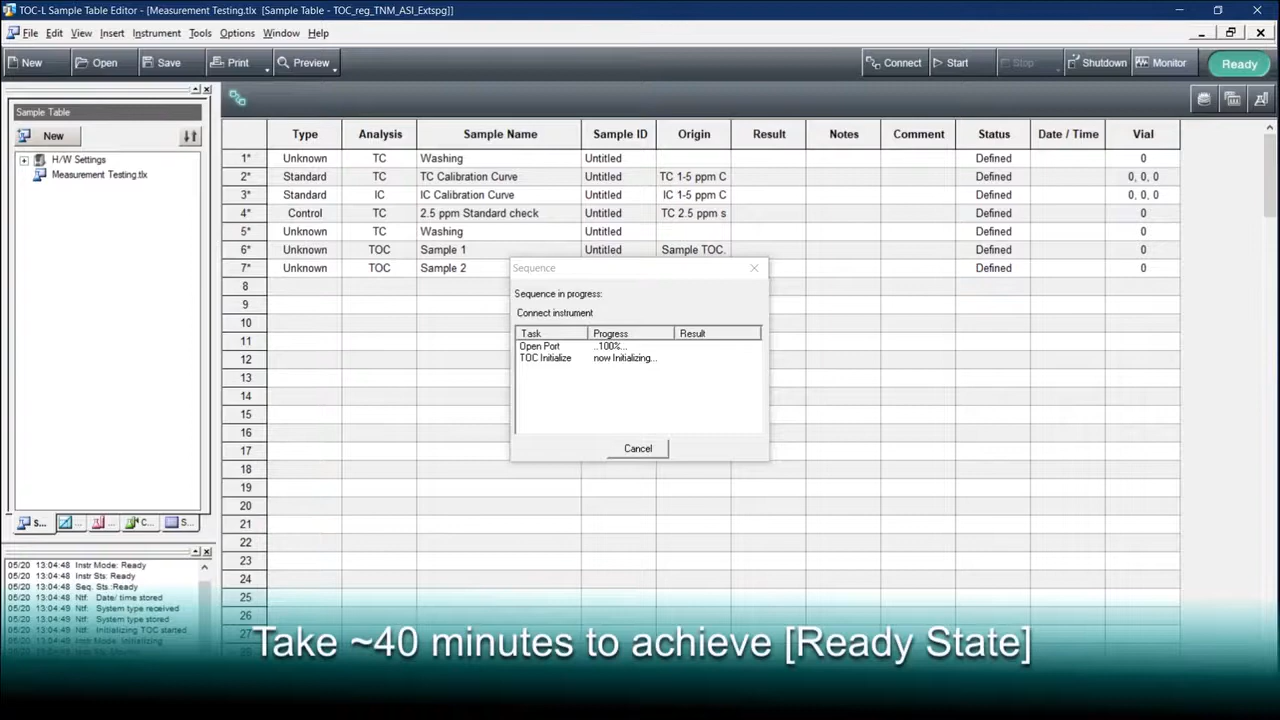 TOC-L Sample Table Editor - [Measurement Testing.tlx [Sample Table - TOC_reg_TNM_ASI_Extspg]]
File Edit View Insert Instrument Tools Options Window Help
New Open Save Print Preview Connect Start Stop Shutdown Monitor Ready
Sample Table
New
H/W Settings
Measurement Testing.tlx
Type Analysis Sample Name Sample ID Origin Result Notes Comment Status Date / Time Vial
1* Unknown TC Washing Untitled Defined 0
2* Standard TC TC Calibration Curve Untitled TC 1-5 ppm C Defined 0, 0, 0
3* Standard IC IC Calibration Curve Untitled IC 1-5 ppm C Defined 0, 0, 0
4* Control TC 2.5 ppm Standard check Untitled TC 2.5 ppm s Defined 0
5* Unknown TC Washing Untitled Defined 0
6* Unknown TOC Sample 1 Untitled Sample TOC. Defined 0
7* Unknown TOC Sample 2 Defined 0
8
9
10
11
12
13
14
15
16
17
18
19
20
21
22
23
24
25
26
27
Sequence
Sequence in progress:
Connect instrument
Task Progress Result
Open Port ..100%...
TOC Initialize now Initializing...
Cancel
S... ... ... C... S...
05/20 13:04:48 Instr Mode: Ready
05/20 13:04:48 Instr Sts: Ready
05/20 13:04:48 Seq. Sts.:Ready
05/20 13:04:48 Ntf: Date/ time stored
05/20 13:04:49 Ntf: System type received
05/20 13:04:49 Ntf: System type stored
05/20 13:04:49 Ntf: Initializing TOC started
05/20 13:04:49 Instr Mode: Initializing
Take ~40 minutes to achieve [Ready State]